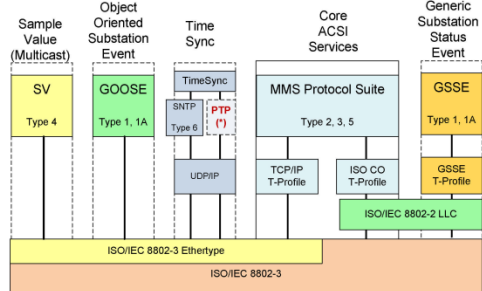 Sample
Value
(Multicast)
Object
Oriented
Substation
Event
Time
Sync
Core
ACSI
Services
Generic
Substation
Status
Event
SV
Type 4
GOOSE
Type 1, 1A
TimeSync
SNTP
Type 6
PTP
(*)
UDP/IP
MMS Protocol Suite
Type 2, 3, 5
TCP/IP
T-Profile
ISO CO
T-Profile
GSSE
Type 1, 1A
GSSE
T-Profile
ISO/IEC 8802-2 LLC
ISO/IEC 8802-3 Ethertype
ISO/IEC 8802-3